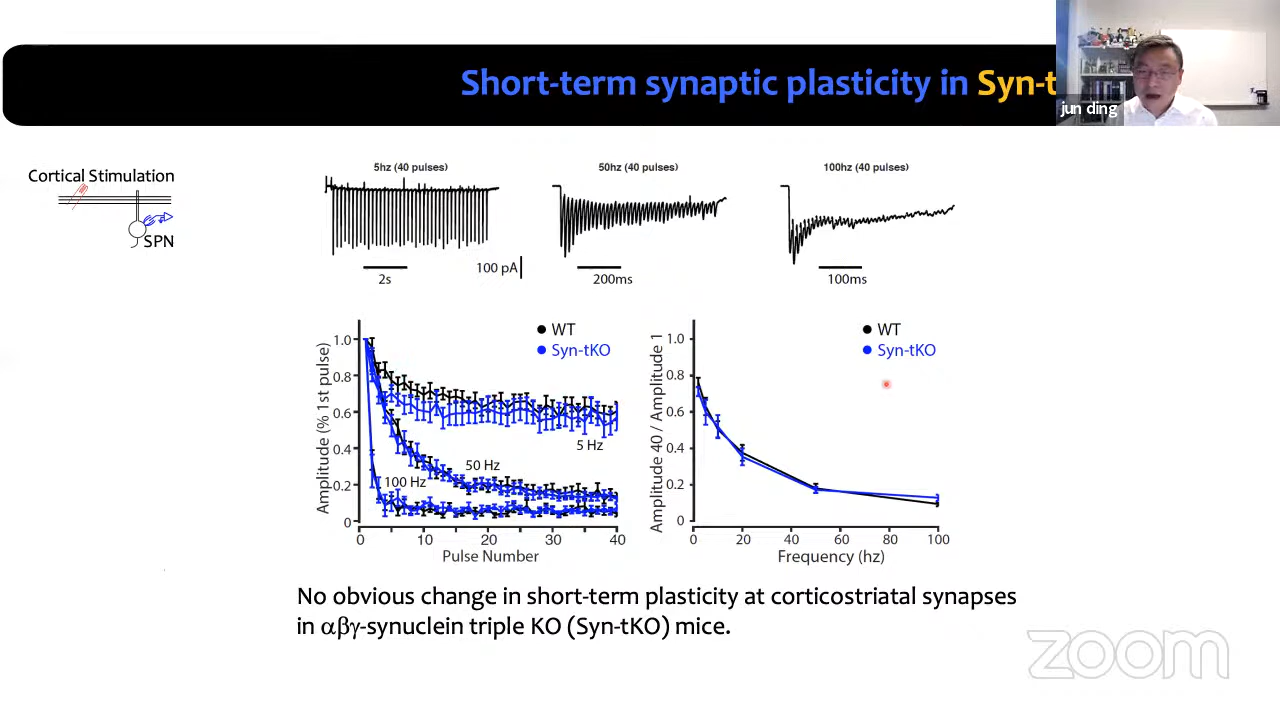 Short-term synaptic plasticity in Syn-t
jun ding
Cortical Stimulation
SPN
5hz (40 pulses)
50hz (40 pulses)
100hz (40 pulses)
100 pA
2s
200ms
100ms
WT
Syn-tKO
Amplitude (% 1st pulse)
1.0
0.8
0.6
0.4
0.2
0
5 Hz
50 Hz
100 Hz
0 10 20 30 40
Pulse Number
WT
Syn-tKO
Amplitude 40 / Amplitude 1
1.0
0.8
0.6
0.4
0.2
0
0 20 40 60 80 100
Frequency (hz)
No obvious change in short-term plasticity at corticostriatal synapses
in αβγ-synuclein triple KO (Syn-tKO) mice.
zoom